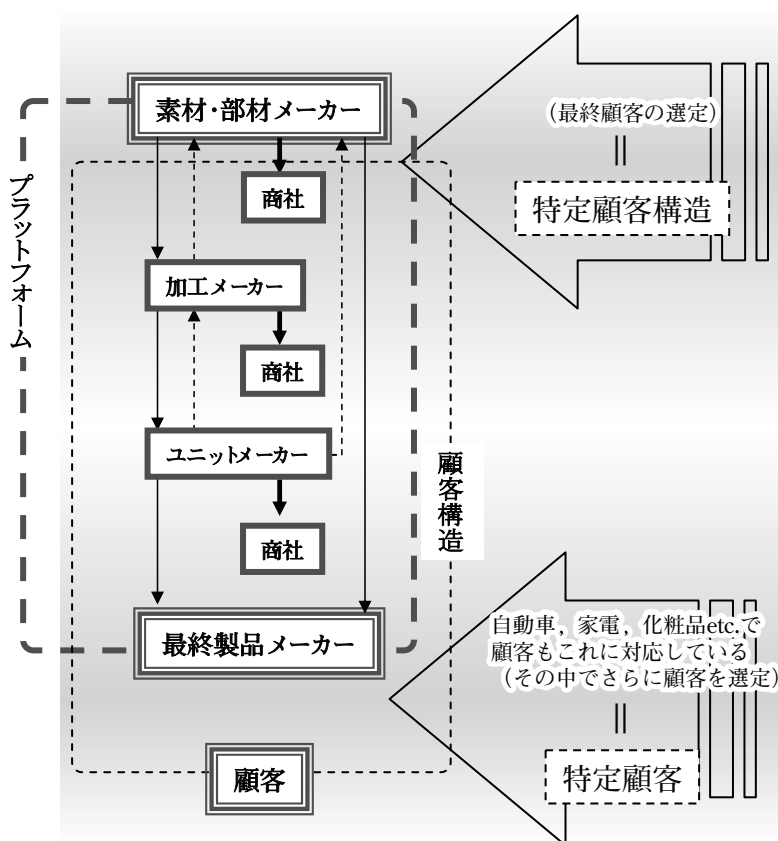 素材・部材メーカー
(最終顧客の選定)
=
特定顧客構造
商社
プラットフォーム
加工メーカー
商社
ユニットメーカー
顧客構造
商社
最終製品メーカー
自動車,家電,化粧品etc.で
顧客もこれに対応している
(その中でさらに顧客を選定)
=
特定顧客
顧客